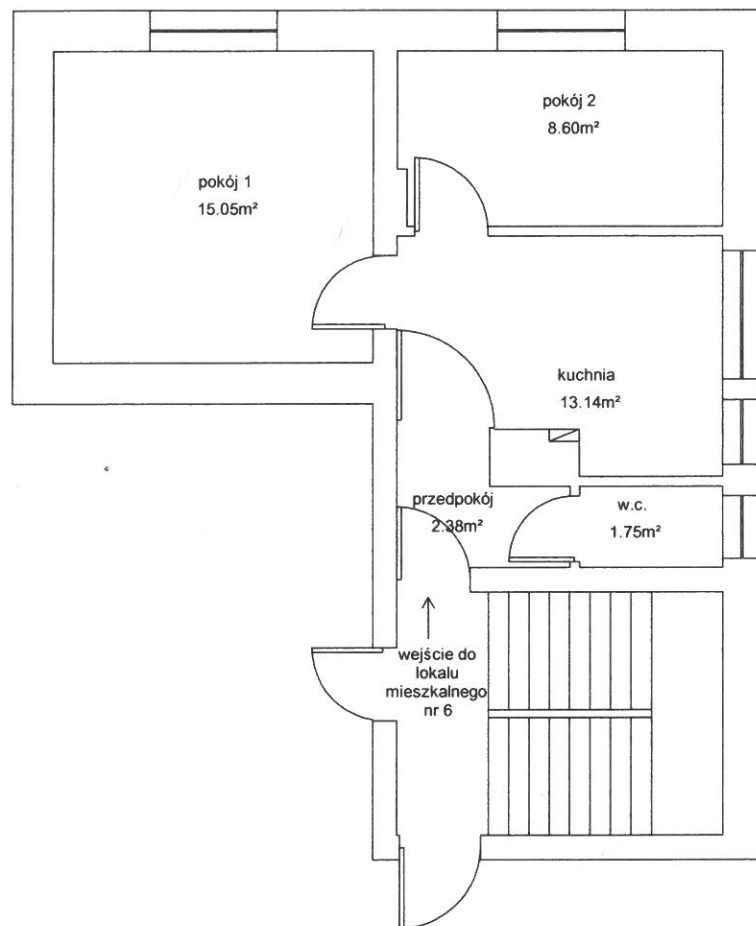 pokój 2
8.60m²
pokój 1
15.05m²
kuchnia
13.14m²
przedpokój
2.38m²
w.c.
1.75m²
wejście do
lokalu
mieszkalnego
nr 6